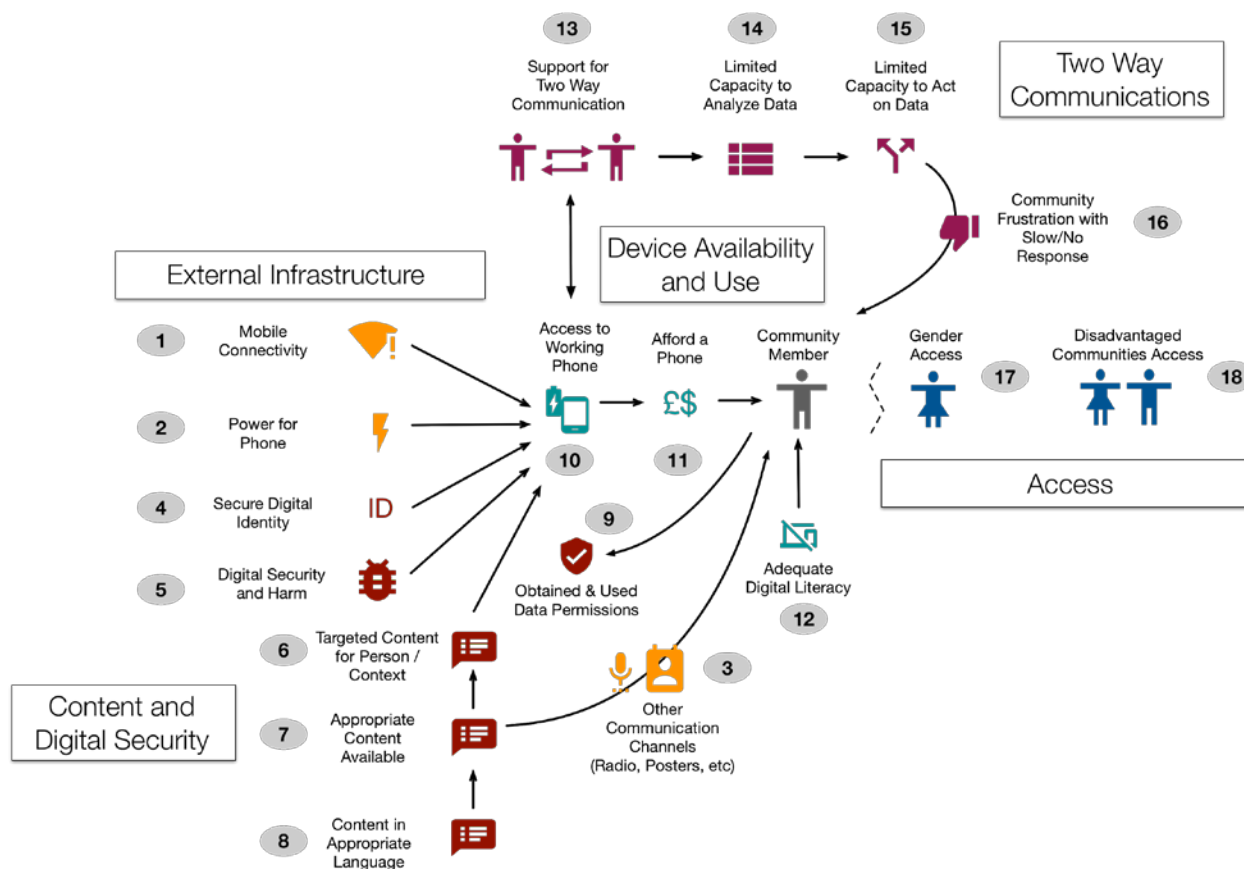 13
14
15
Support for
Two Way
Communication
Limited
Capacity to
Analyze Data
Limited
Capacity to Act
on Data
Two Way
Communications
Community
Frustration with
Slow/No
Response
16
External Infrastructure
Device Availability
and Use
1
Mobile
Connectivity
Access to
Working
Phone
Afford a
Phone
Community
Member
Gender
Access
17
Disadvantaged
Communities Access
18
2
Power for
Phone
£$
10
11
Access
4
Secure Digital
Identity
ID
9
Obtained & Used
Data Permissions
Adequate
Digital Literacy
12
5
Digital Security
and Harm
6
Targeted Content
for Person /
Context
3
Other
Communication
Channels
(Radio, Posters, etc)
Content and
Digital Security
7
Appropriate
Content
Available
8
Content in
Appropriate
Language